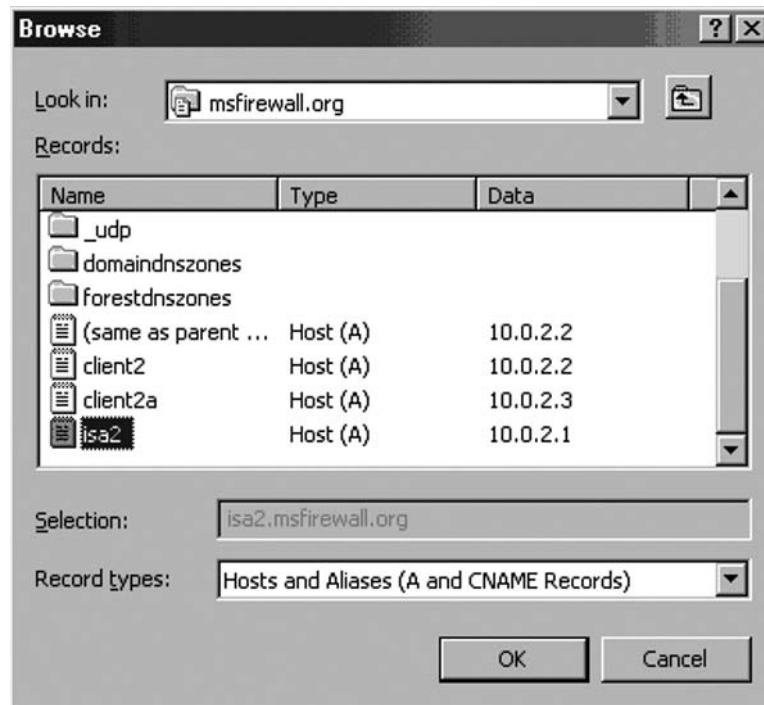 Browse
Look in: msfirewall.org
Records:
Name Type Data
_udp
domaindnszones
forestdnszones
(same as parent ... Host (A) 10.0.2.2
client2 Host (A) 10.0.2.2
client2a Host (A) 10.0.2.3
isa2 Host (A) 10.0.2.1
Selection: isa2.msfirewall.org
Record types: Hosts and Aliases (A and CNAME Records)
OK Cancel